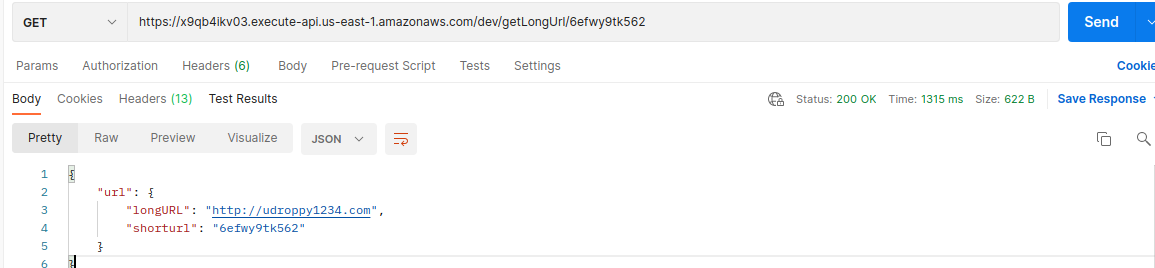 GET https://x9qb4ikv03.execute-api.us-east-1.amazonaws.com/dev/getLongUrl/6efwy9tk562 Send
Params Authorization Headers (6) Body Pre-request Script Tests Settings Cookie
Body Cookies Headers (13) Test Results Status: 200 OK Time: 1315 ms Size: 622 B Save Response
Pretty Raw Preview Visualize JSON
1 {
2 "url": {
3 "longURL": "http://udroppy1234.com",
4 "shorturl": "6efwy9tk562"
5 }
6 }